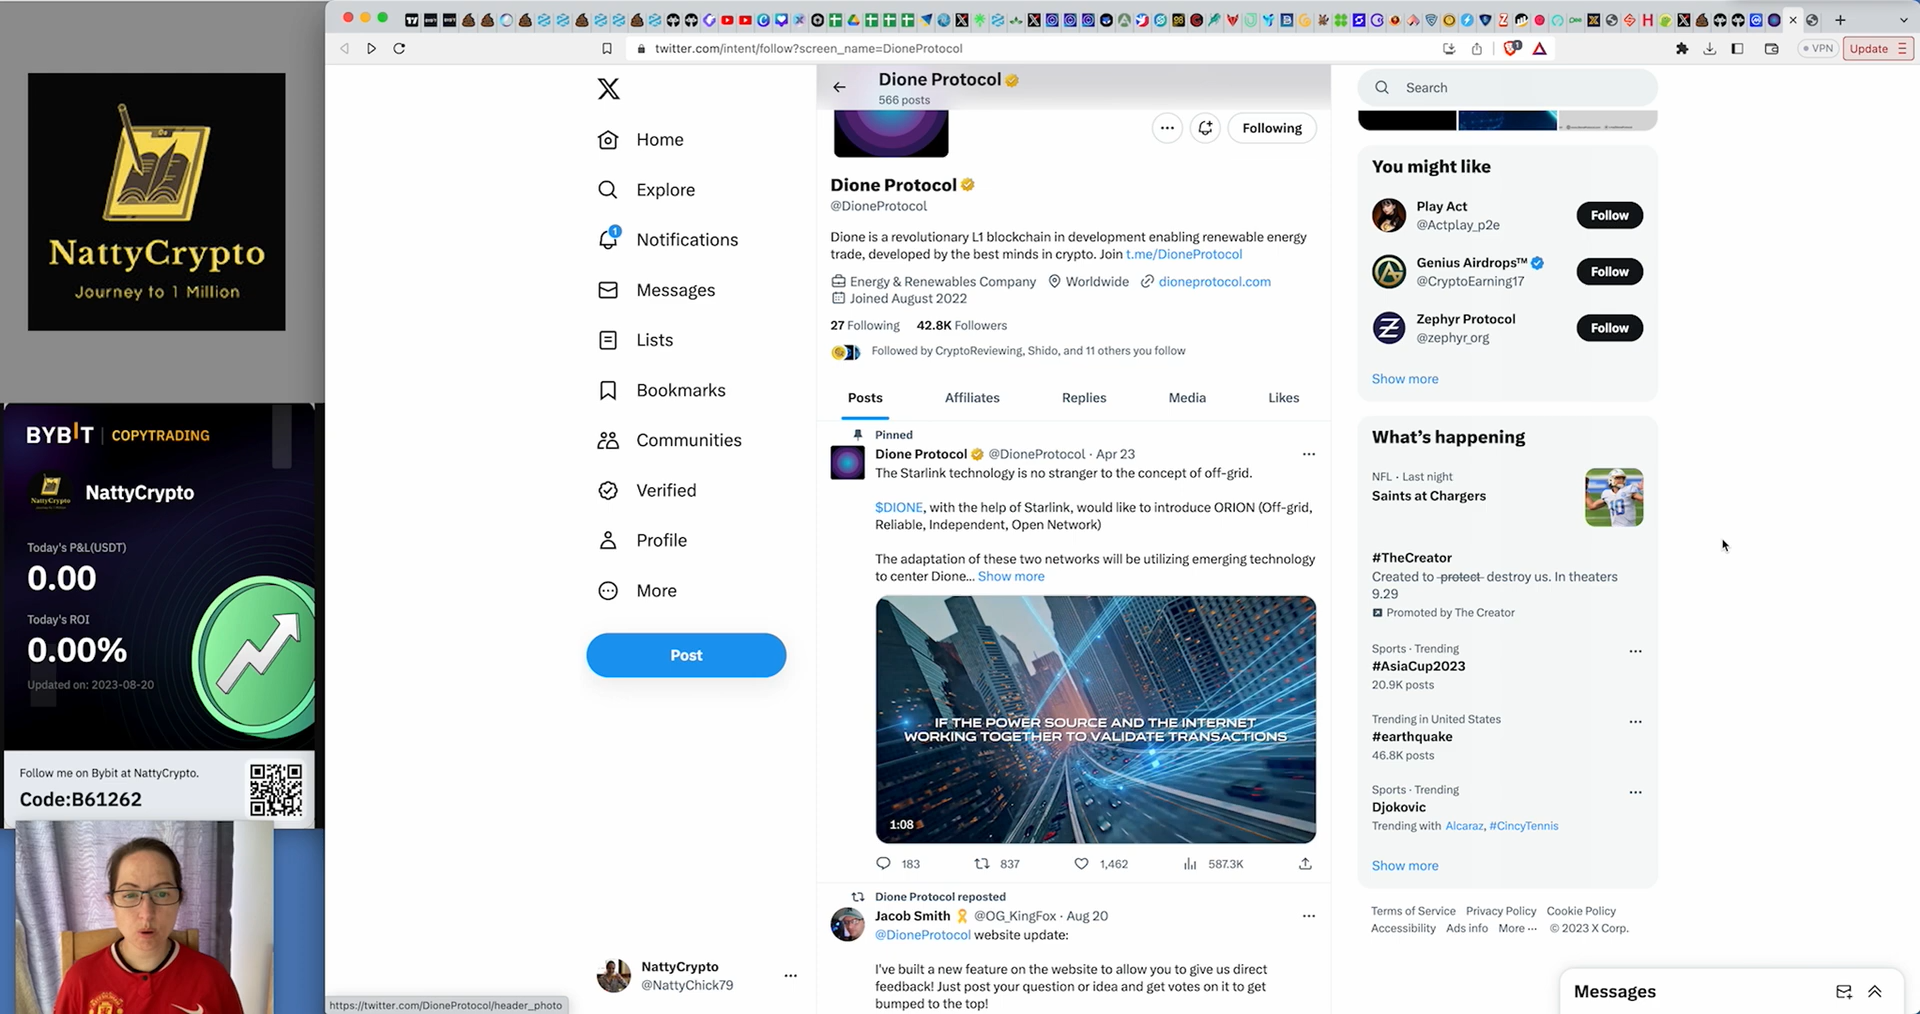 NattyCrypto
Journey to 1 Million
BYBIT | COPYTRADING
NattyCrypto
Today's P&L(USDT)
0.00
Today's ROI
0.00%
Updated on: 2023-08-20
Follow me on Bybit at NattyCrypto.
Code:B61262
twitter.com/intent/follow?screen_name=DioneProtocol
VPN
Update
Home
Explore
1
Notifications
Messages
Lists
Bookmarks
Communities
Verified
Profile
More
Post
NattyCrypto
@NattyChick79
https://twitter.com/DioneProtocol/header_photo
Dione Protocol
566 posts
Following
Dione Protocol
@DioneProtocol
Dione is a revolutionary L1 blockchain in development enabling renewable energy
trade, developed by the best minds in crypto. Join t.me/DioneProtocol
Energy & Renewables Company Worldwide dioneprotocol.com
Joined August 2022
27 Following 42.8K Followers
Followed by CryptoReviewing, Shido, and 11 others you follow
Posts Affiliates Replies Media Likes
Pinned
Dione Protocol @DioneProtocol · Apr 23
The Starlink technology is no stranger to the concept of off-grid.
$DIONE, with the help of Starlink, would like to introduce ORION (Off-grid,
Reliable, Independent, Open Network)
The adaptation of these two networks will be utilizing emerging technology
to center Dione... Show more
IF THE POWER SOURCE AND THE INTERNET
WORKING TOGETHER TO VALIDATE TRANSACTIONS
1:08
183 837 1,462 587.3K
Dione Protocol reposted
Jacob Smith @OG_KingFox · Aug 20
@DioneProtocol website update:
I've built a new feature on the website to allow you to give us direct
feedback! Just post your question or idea and get votes on it to get
bumped to the top!
Search
You might like
Play Act
@Actplay_p2e
Follow
Genius Airdrops™
@CryptoEarning17
Follow
Zephyr Protocol
@zephyr_org
Follow
Show more
What's happening
NFL · Last night
Saints at Chargers
#TheCreator
Created to protect destroy us. In theaters
9.29
Promoted by The Creator
Sports · Trending
#AsiaCup2023
20.9K posts
Trending in United States
#earthquake
46.8K posts
Sports · Trending
Djokovic
Trending with Alcaraz, #CincyTennis
Show more
Terms of Service Privacy Policy Cookie Policy
Accessibility Ads info More ··· © 2023 X Corp.
Messages